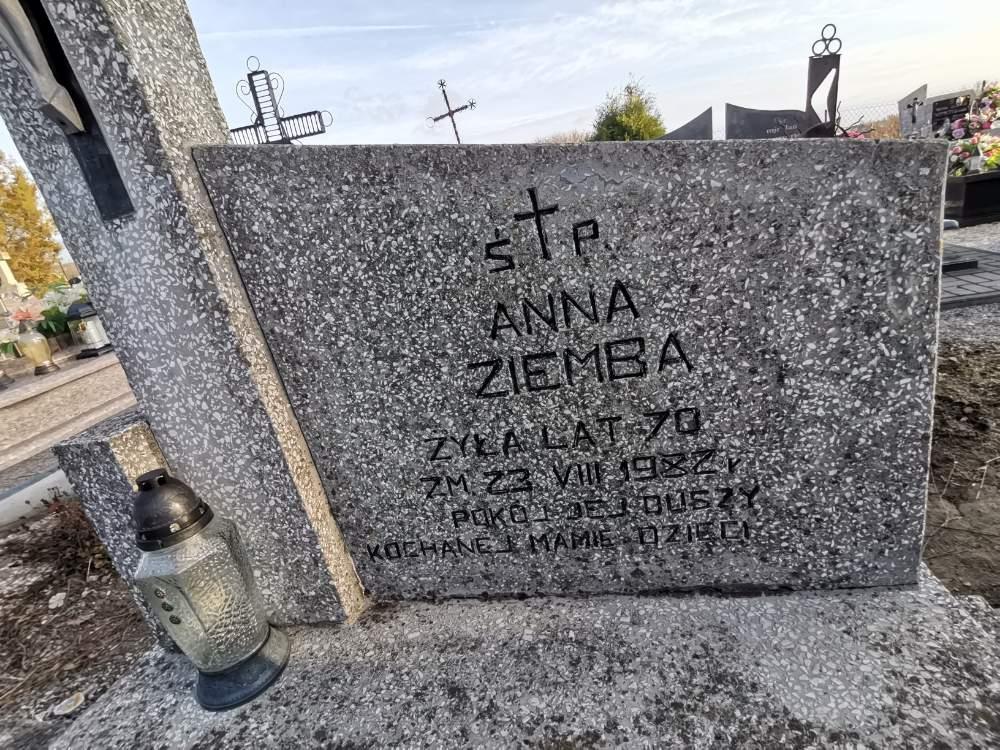 Ś † P.
ANNA
ZIEMBA
ŻYŁA LAT 70
ZM 23 VIII 1982 r
POKÓJ JEJ DUSZY
KOCHANEJ MAMIE - DZIECI